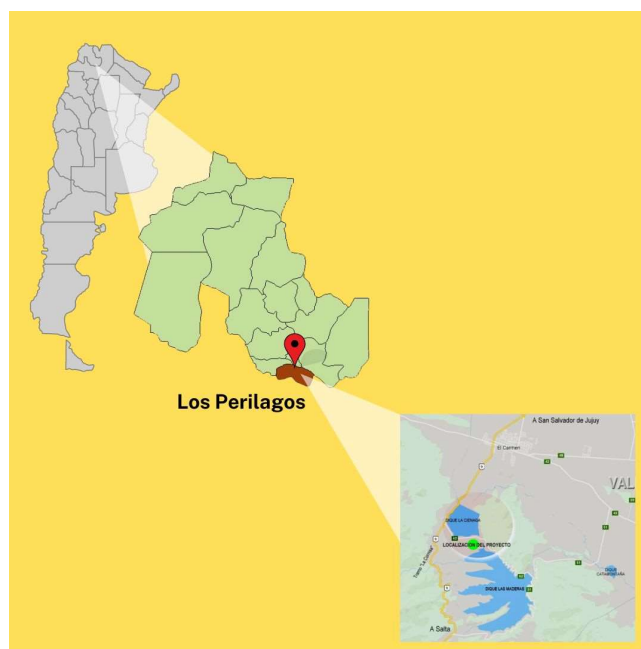 Los Perilagos
A San Salvador de Jujuy
El Carmen
VAL
DIQUE LA CIENAGA
LOCALIZACION DEL PROYECTO
DIQUE LAS MADERAS
DIQUE
A Salta